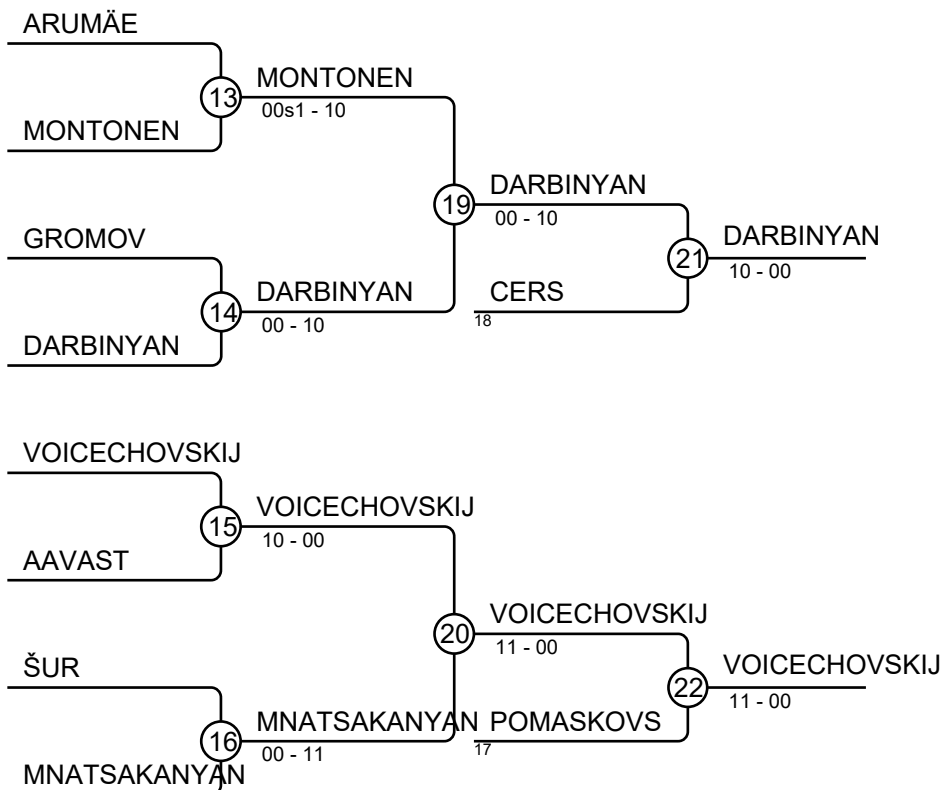 ARUMÄE
13
MONTONEN
00s1 - 10
MONTONEN
19
DARBINYAN
00 - 10
GROMOV
21
DARBINYAN
10 - 00
14
DARBINYAN
00 - 10
CERS
18
DARBINYAN
VOICECHOVSKIJ
15
VOICECHOVSKIJ
10 - 00
AAVAST
20
VOICECHOVSKIJ
11 - 00
ŠUR
22
VOICECHOVSKIJ
11 - 00
16
MNATSAKANYAN
00 - 11
POMASKOVS
17
MNATSAKANYAN